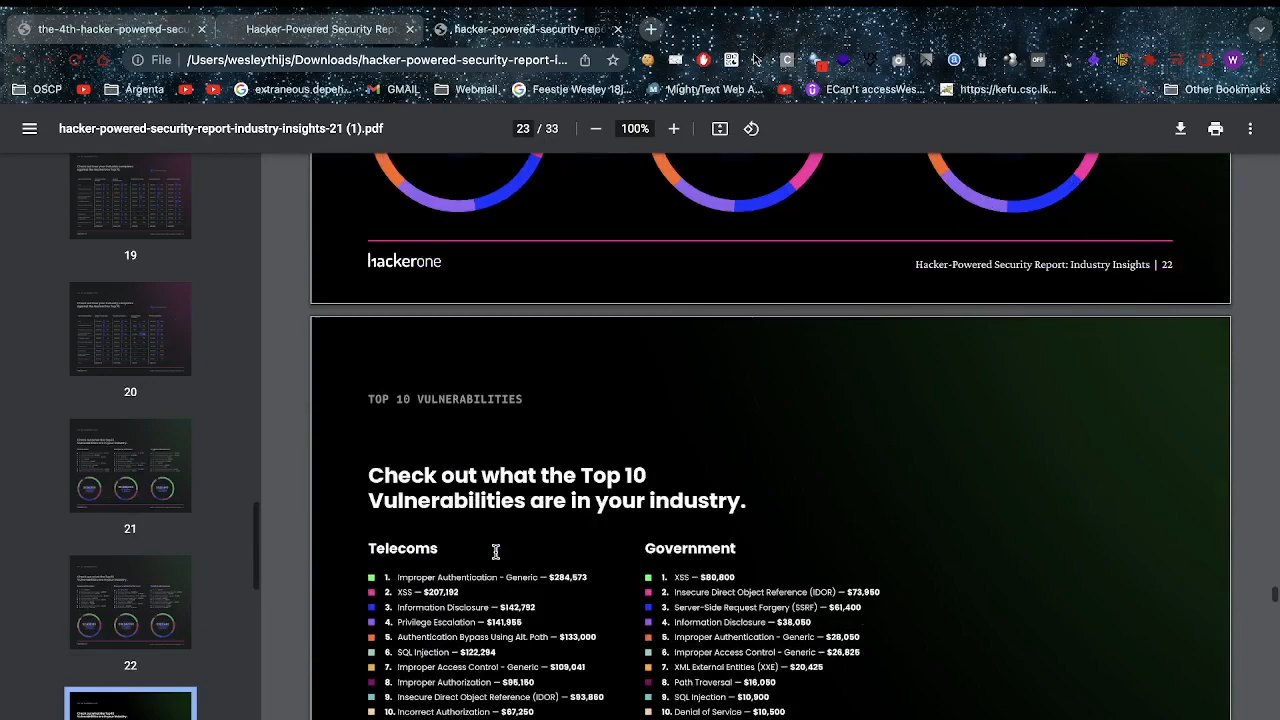 the-4th-hacker-powered-secu
Hacker-Powered Security Rep
hacker-powered-security-repo
File
/Users/wesleythijs/Downloads/hacker-powered-security-report-i...
OFF
W
OSCP
Argenta
extraneous.depen..
GMAIL
Webmail
Feestje Wesley 18j...
MightyText Web A...
ECan't accessWes...
https://kefu.csc.lk...
Other Bookmarks
hacker-powered-security-report-industry-insights-21 (1).pdf
23 / 33
100%
19
20
21
22
hackerone
Hacker-Powered Security Report: Industry Insights | 22
TOP 10 VULNERABILITIES
Check out what the Top 10
Vulnerabilities are in your industry.
Telecoms
1. Improper Authentication - Generic — $284,573
2. XSS — $207,192
3. Information Disclosure — $142,792
4. Privilege Escalation — $141,955
5. Authentication Bypass Using Alt. Path — $133,000
6. SQL Injection — $122,294
7. Improper Access Control - Generic — $109,041
8. Improper Authorization — $95,150
9. Insecure Direct Object Reference (IDOR) — $93,860
10. Incorrect Authorization — $87,250
Government
1. XSS — $80,800
2. Insecure Direct Object Reference (IDOR) — $73,950
3. Server-Side Request Forgery (SSRF) — $61,400
4. Information Disclosure — $38,050
5. Improper Authentication - Generic — $28,050
6. Improper Access Control - Generic — $26,825
7. XML External Entities (XXE) — $20,425
8. Path Traversal — $16,050
9. SQL Injection — $10,900
10. Denial of Service — $10,500